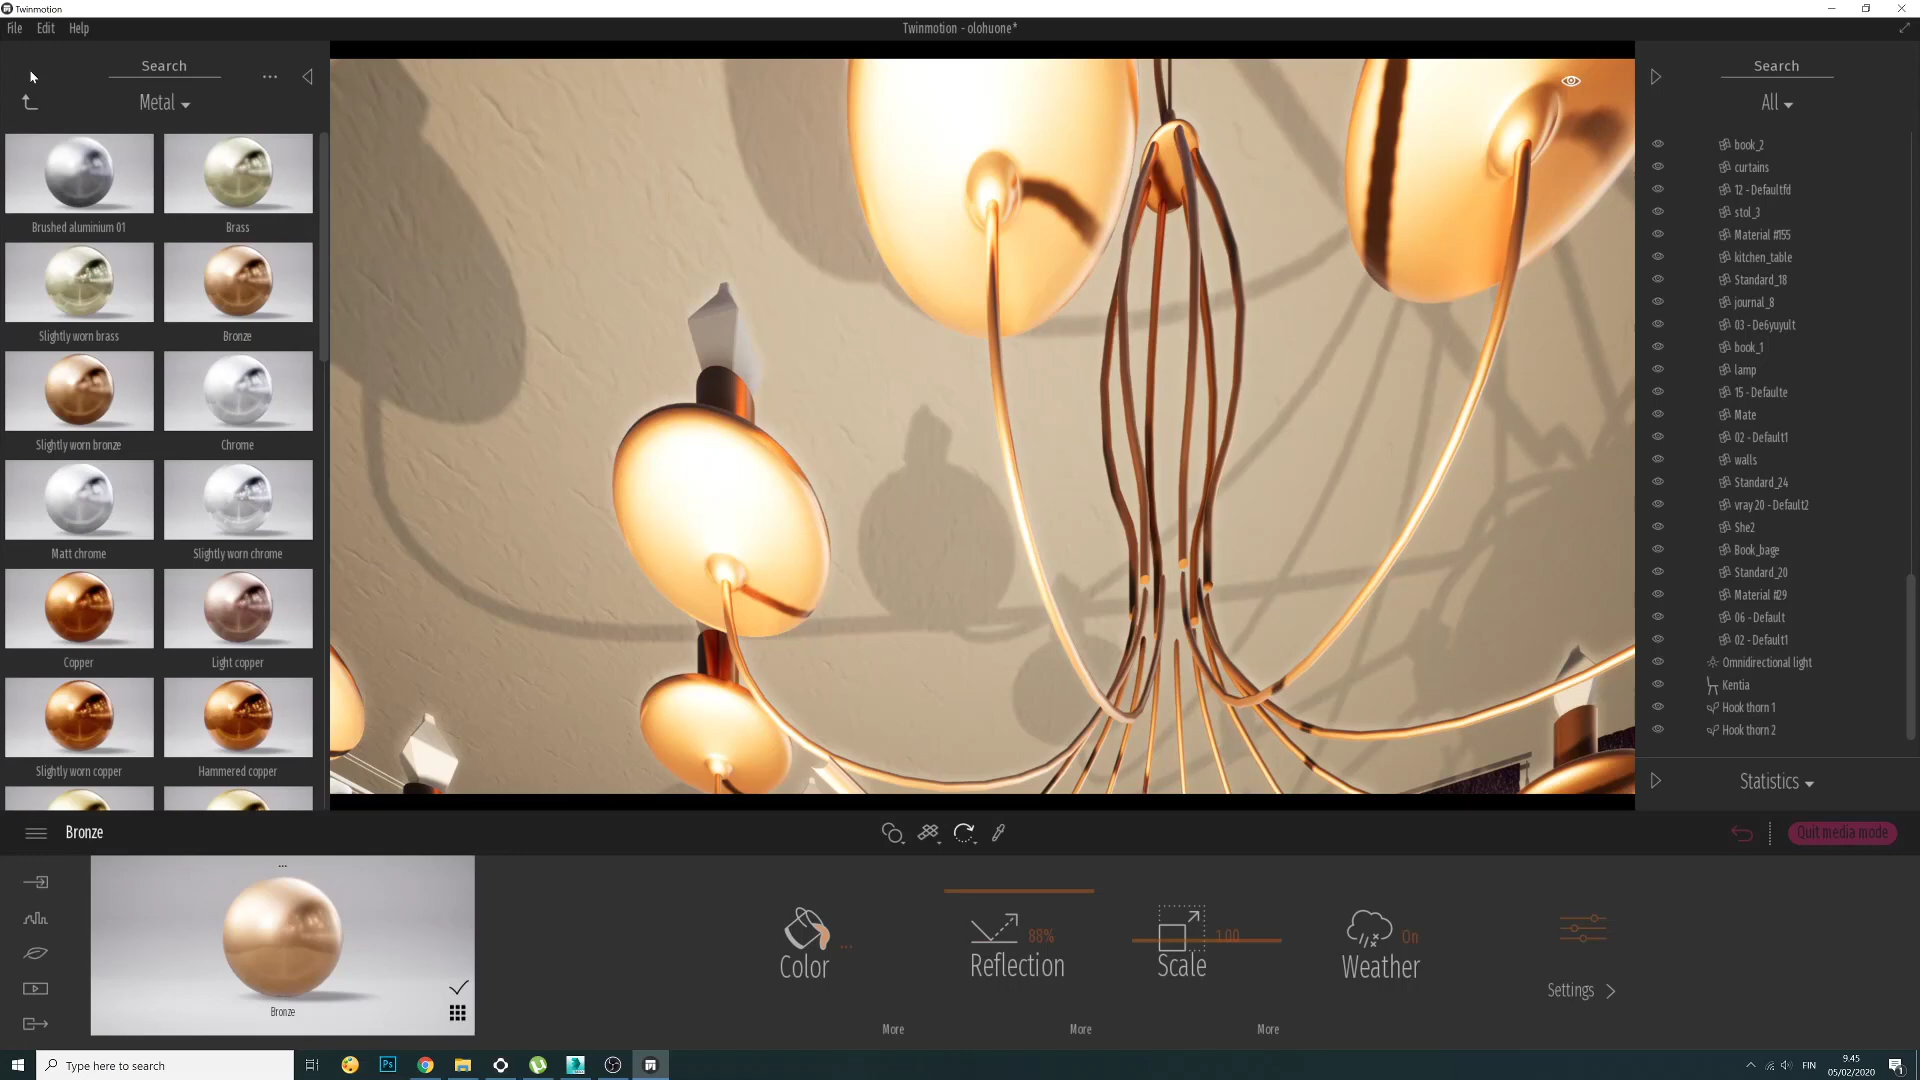 Twinmotion
File Edit Help
Twinmotion - olohuone*
Search
...
Metal
Brushed aluminium 01
Brass
Slightly worn brass
Bronze
Slightly worn bronze
Chrome
Matt chrome
Slightly worn chrome
Copper
Light copper
Slightly worn copper
Hammered copper
Search
All
book_2
curtains
12 - Defaultfd
stol_3
Material #155
kitchen_table
Standard_18
journal_8
03 - De6yuyult
book_1
lamp
15 - Defaulte
Mate
02 - Default1
walls
Standard_24
vray 20 - Default2
She2
Book_bage
Standard_20
Material #29
06 - Default
02 - Default1
Omnidirectional light
Kentia
Hook thorn 1
Hook thorn 2
Statistics
Bronze
Quit media mode
...
Bronze
Color ...
More
Reflection 88%
More
Scale 1.00
More
Weather On
Settings
Type here to search
Ps
FIN
9.45
05/02/2020
1